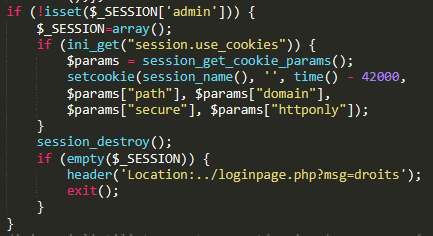 if (!isset($_SESSION['admin'])) {
$_SESSION=array();
if (ini_get("session.use_cookies")) {
$params = session_get_cookie_params();
setcookie(session_name(), '', time() - 42000,
$params["path"], $params["domain"],
$params["secure"], $params["httponly"]);
}
session_destroy();
if (empty($_SESSION)) {
header('Location:../loginpage.php?msg=droits');
exit();
}
}